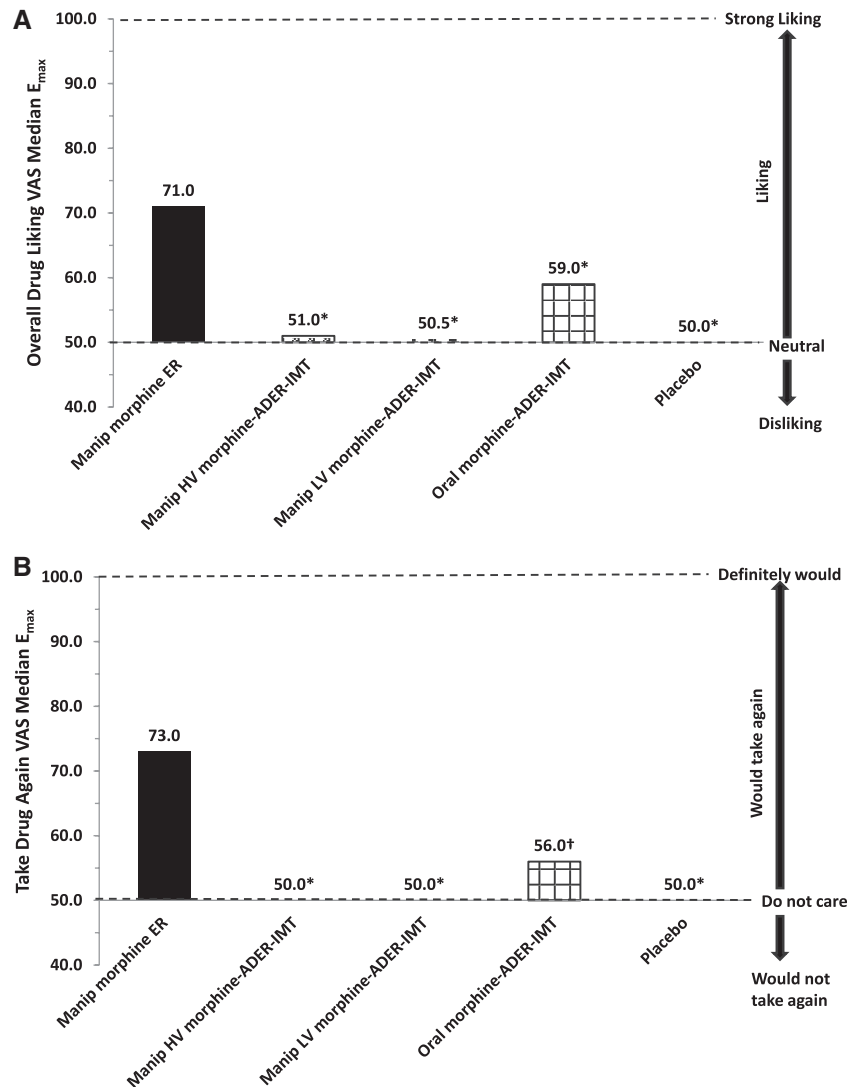 A
Overall Drug Liking VAS Median Emax
100.0
90.0
80.0
70.0
60.0
50.0
40.0
71.0
51.0*
50.5*
59.0*
50.0*
Manip morphine ER
Manip HV morphine-ADER-IMT
Manip LV morphine-ADER-IMT
Oral morphine-ADER-IMT
Placebo
Strong Liking
Liking
Neutral
Disliking
B
Take Drug Again VAS Median Emax
100.0
90.0
80.0
70.0
60.0
50.0
40.0
73.0
50.0*
50.0*
56.0†
50.0*
Manip morphine ER
Manip HV morphine-ADER-IMT
Manip LV morphine-ADER-IMT
Oral morphine-ADER-IMT
Placebo
Definitely would
Would take again
Do not care
Would not
take again